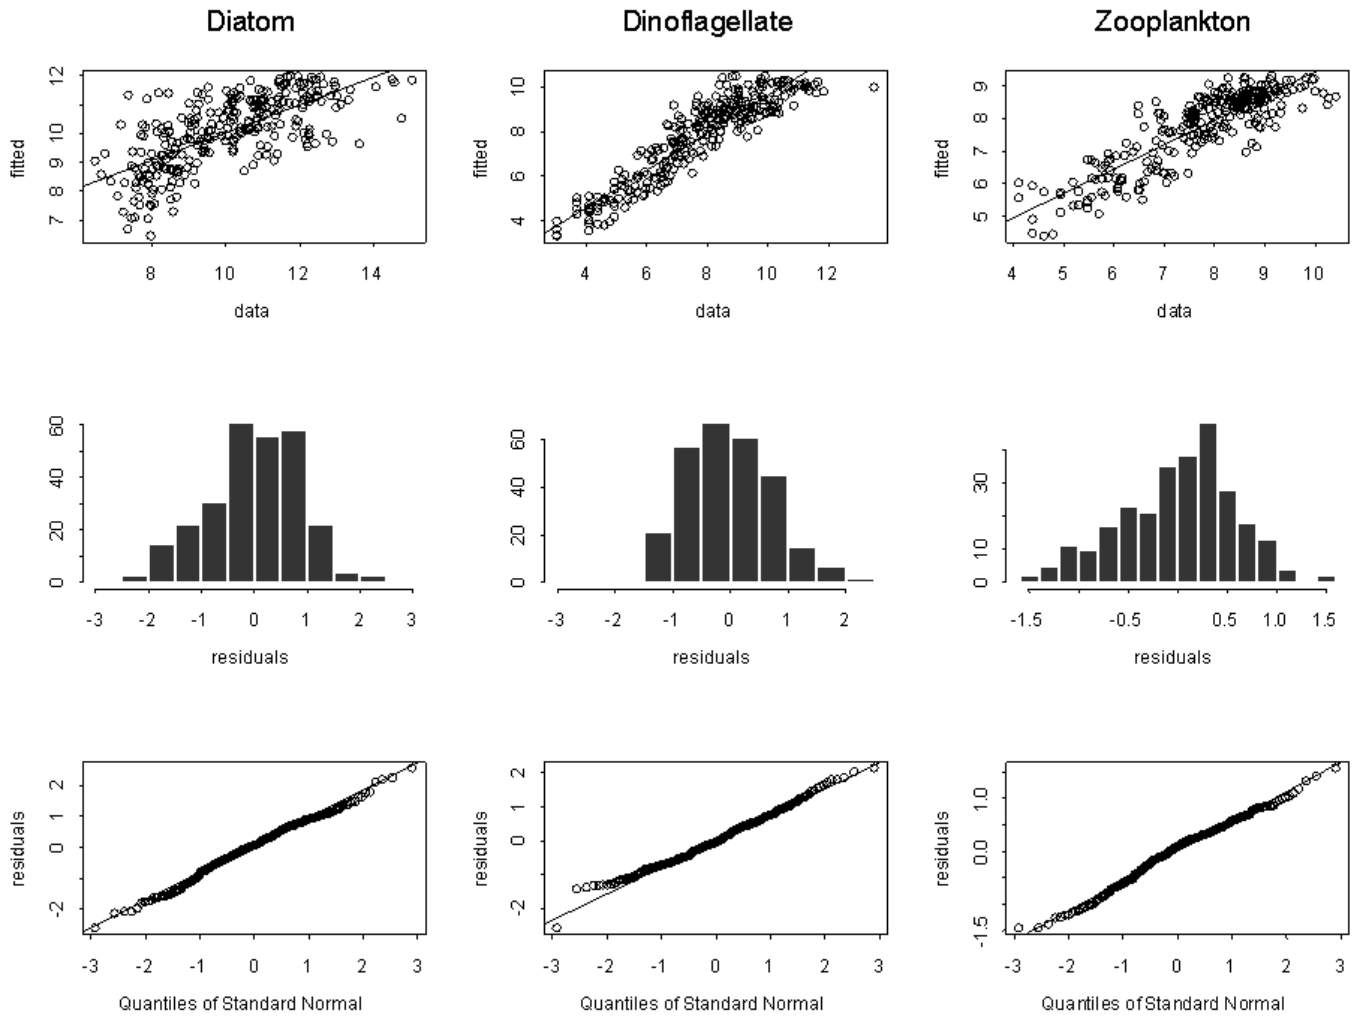 Diatom Dinoflagellate Zooplankton
fitted
7 8 9 10 12
8 10 12 14
data
fitted
4 6 8 10
4 6 8 10 12
data
fitted
5 6 7 8 9
4 5 6 7 8 9 10
data
0 20 40 60
-3 -2 -1 0 1 2 3
residuals
0 20 40 60
-3 -2 -1 0 1 2
residuals
0 10 30
-1.5 -0.5 0.5 1.0 1.5
residuals
residuals
-2 0 1 2
-3 -2 -1 0 1 2 3
Quantiles of Standard Normal
residuals
-2 0 1 2
-3 -2 -1 0 1 2 3
Quantiles of Standard Normal
residuals
-1.5 0.0 1.0
-3 -2 -1 0 1 2 3
Quantiles of Standard Normal